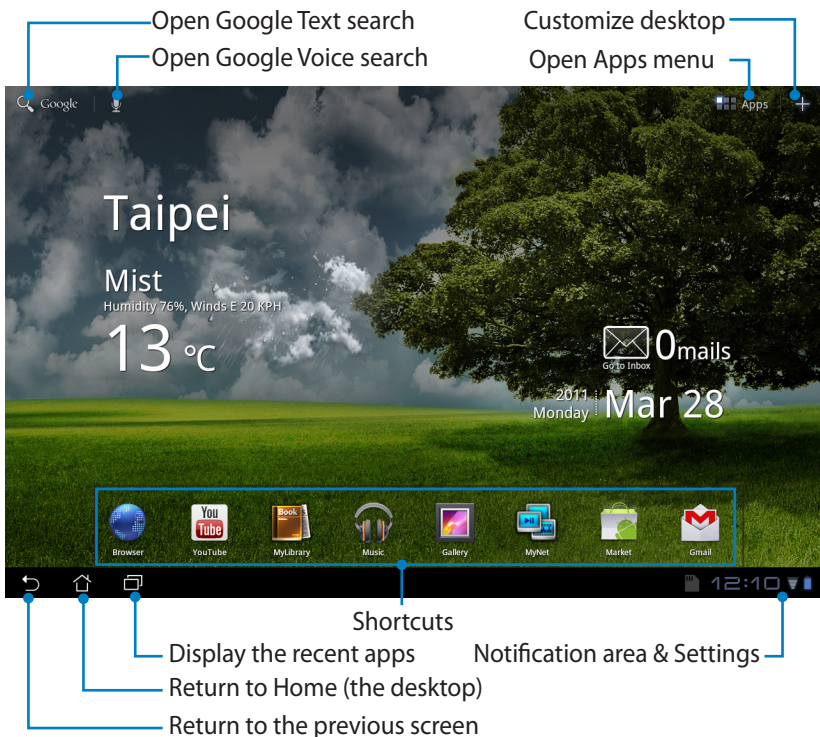 Open Google Text search
Customize desktop
Open Google Voice search
Open Apps menu
Google
Apps
Taipei
Mist
Humidity 76%, Winds E 20 KPH
13 °C
0mails
Go to Inbox
2011
Monday
Mar 28
Book
You
Tube
Browser
YouTube
MyLibrary
Music
Gallery
MyNet
Market
Gmail
12:10
Shortcuts
Display the recent apps
Notification area & Settings
Return to Home (the desktop)
Return to the previous screen